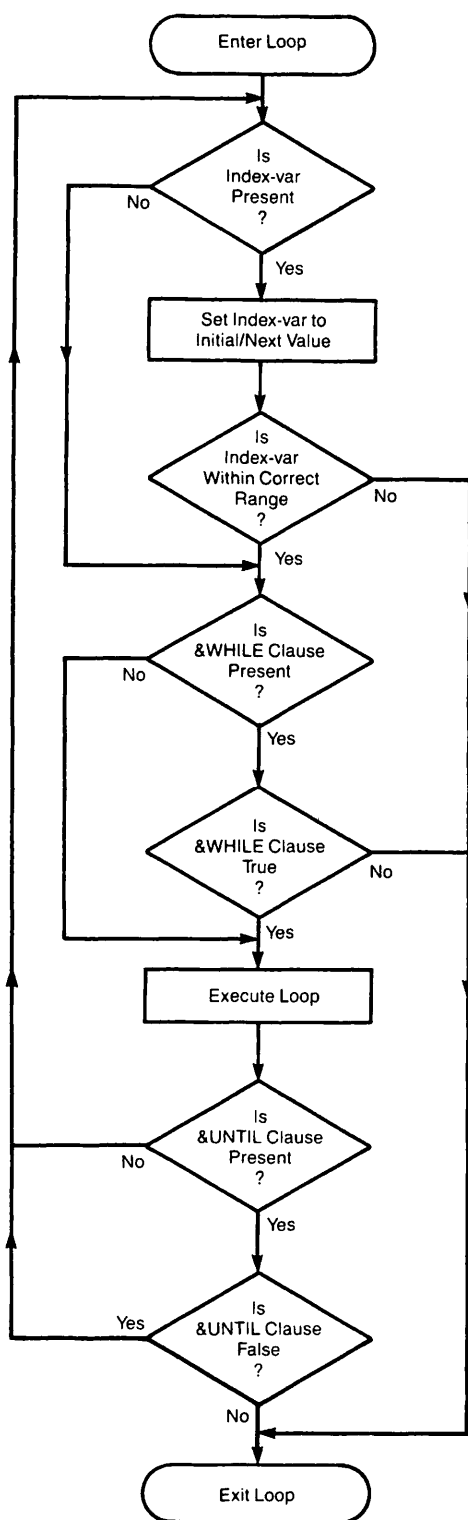 Enter Loop
Is
Index-var
Present
?
No
Yes
Set Index-var to
Initial/Next Value
Is
Index-var
Within Correct
Range
?
No
Yes
Is
&WHILE Clause
Present
?
No
Yes
Is
&WHILE Clause
True
?
No
Yes
Execute Loop
Is
&UNTIL Clause
Present
?
No
Yes
Is
&UNTIL Clause
False
?
Yes
No
Exit Loop